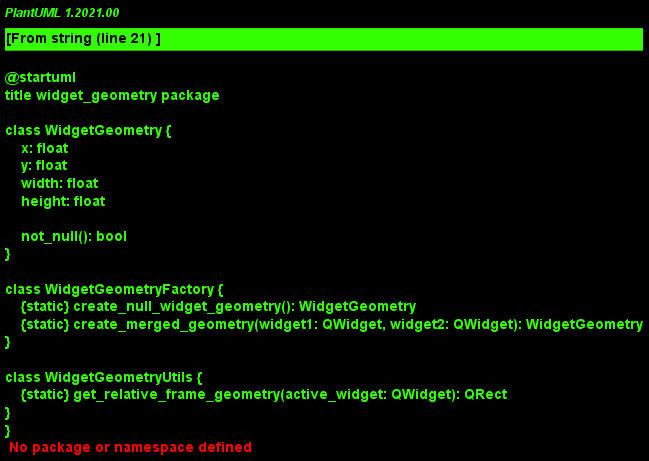 PlantUML 1.2021.00
[From string (line 21) ]
@startuml
title widget_geometry package
class WidgetGeometry {
x: float
y: float
width: float
height: float
not_null(): bool
}
class WidgetGeometryFactory {
{static} create_null_widget_geometry(): WidgetGeometry
{static} create_merged_geometry(widget1: QWidget, widget2: QWidget): WidgetGeometry
}
class WidgetGeometryUtils {
{static} get_relative_frame_geometry(active_widget: QWidget): QRect
}
}
No package or namespace defined